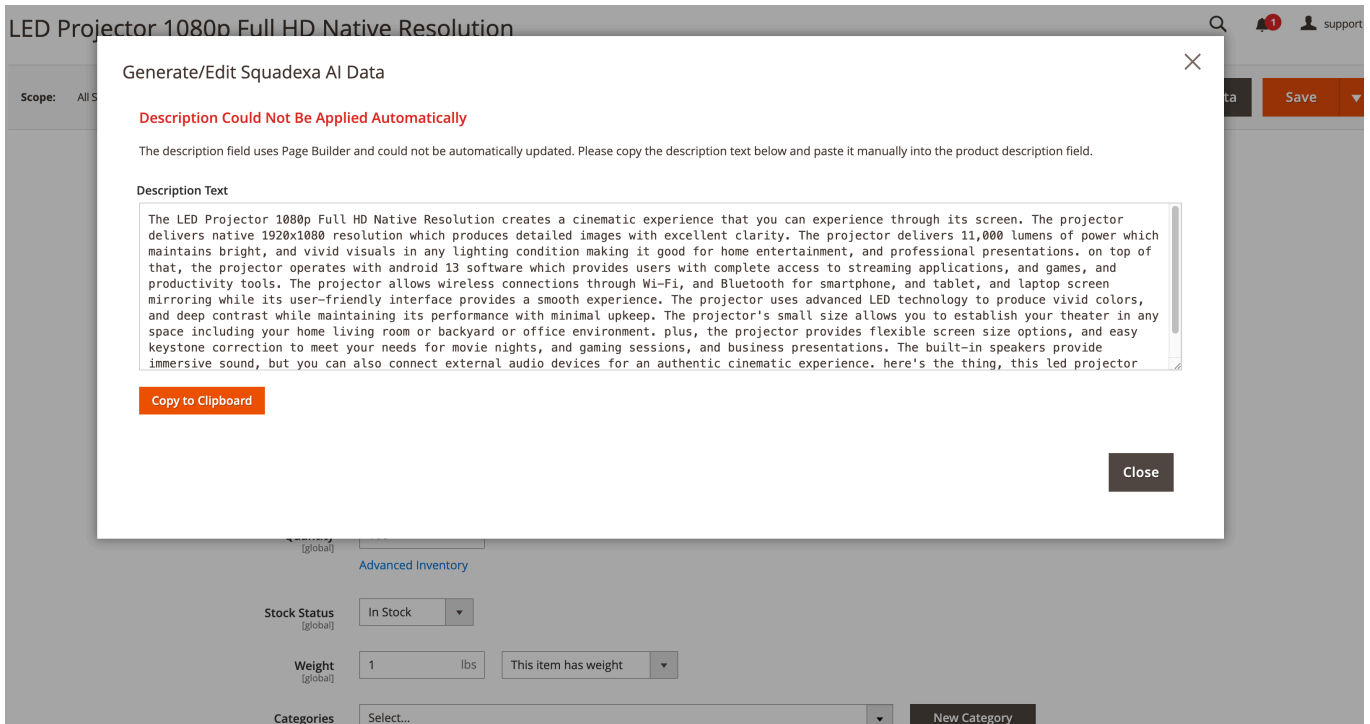 LED Projector 1080p Full HD Native Resolution
1
support
Scope:
All S
ta
Save
Generate/Edit Squadexa AI Data
Description Could Not Be Applied Automatically
The description field uses Page Builder and could not be automatically updated. Please copy the description text below and paste it manually into the product description field.
Description Text
The LED Projector 1080p Full HD Native Resolution creates a cinematic experience that you can experience through its screen. The projector
delivers native 1920x1080 resolution which produces detailed images with excellent clarity. The projector delivers 11,000 lumens of power which
maintains bright, and vivid visuals in any lighting condition making it good for home entertainment, and professional presentations. on top of
that, the projector operates with android 13 software which provides users with complete access to streaming applications, and games, and
productivity tools. The projector allows wireless connections through Wi-Fi, and Bluetooth for smartphone, and tablet, and laptop screen
mirroring while its user-friendly interface provides a smooth experience. The projector uses advanced LED technology to produce vivid colors,
and deep contrast while maintaining its performance with minimal upkeep. The projector's small size allows you to establish your theater in any
space including your home living room or backyard or office environment. plus, the projector provides flexible screen size options, and easy
keystone correction to meet your needs for movie nights, and gaming sessions, and business presentations. The built-in speakers provide
immersive sound, but you can also connect external audio devices for an authentic cinematic experience. here's the thing, this led projector
Copy to Clipboard
Close
Quantity
[global]
Advanced Inventory
Stock Status
[global]
In Stock
Weight
[global]
1
lbs
This item has weight
Categories
Select...
New Category